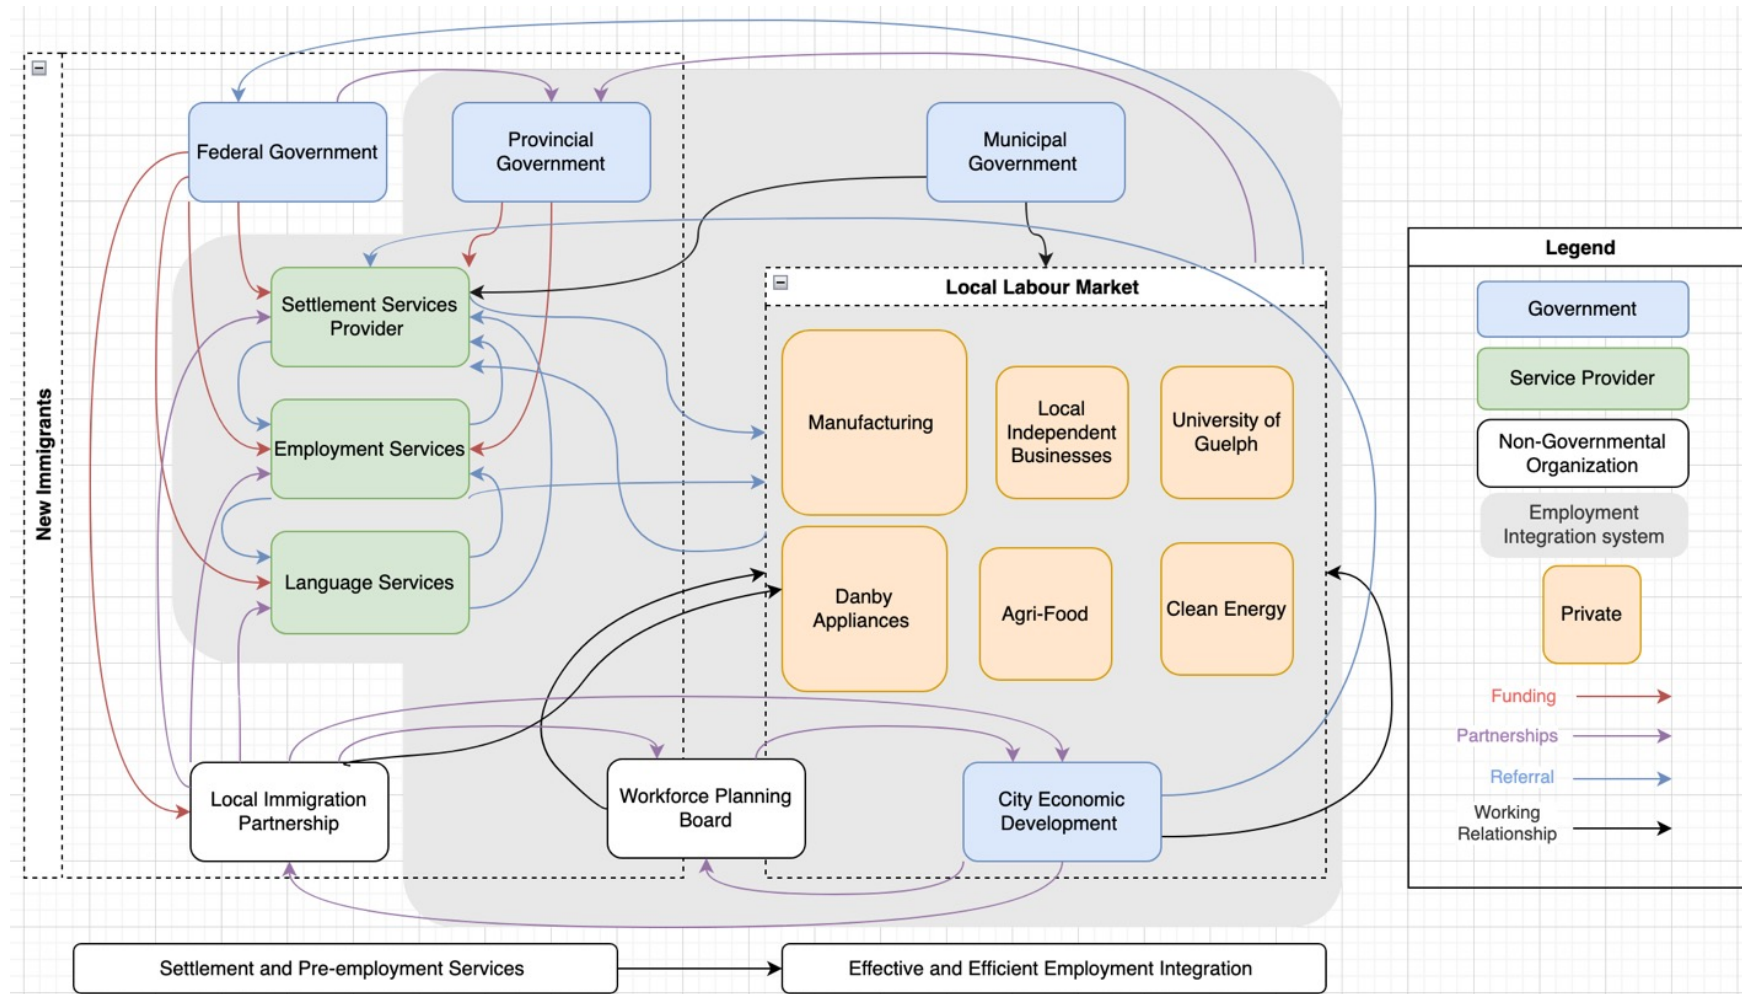 Federal Government
Provincial
Government
Municipal
Government
New Immigrants
Settlement Services
Provider
Employment Services
Language Services
Local Labour Market
Manufacturing
Local
Independent
Businesses
University of
Guelph
Danby
Appliances
Agri-Food
Clean Energy
Local Immigration
Partnership
Workforce Planning
Board
City Economic
Development
Settlement and Pre-employment Services
Effective and Efficient Employment Integration
Legend
Government
Service Provider
Non-Governmental
Organization
Employment
Integration system
Private
Funding
Partnerships
Referral
Working
Relationship